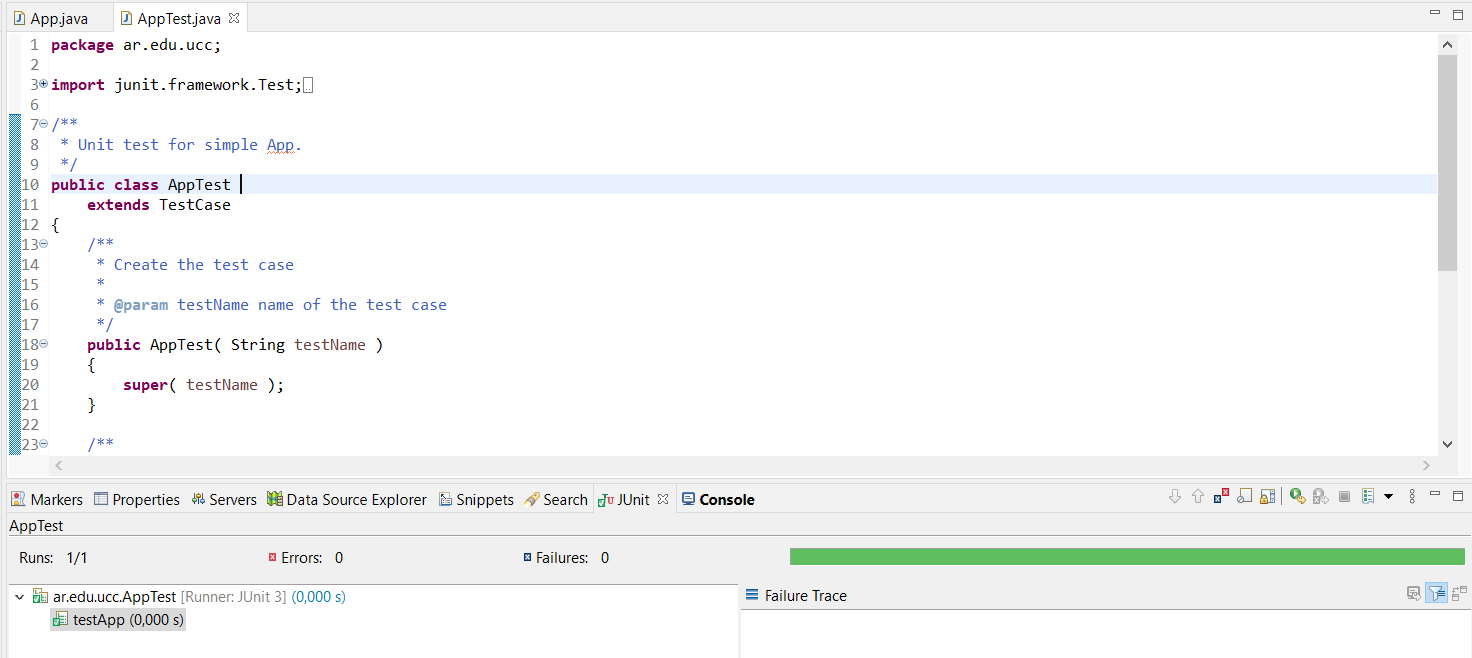 App.java AppTest.java
1 package ar.edu.ucc;
2
3 import junit.framework.Test;
6
7 /**
8 * Unit test for simple App.
9 */
10 public class AppTest
11 extends TestCase
12 {
13 /**
14 * Create the test case
15 *
16 * @param testName name of the test case
17 */
18 public AppTest( String testName )
19 {
20 super( testName );
21 }
22
23 /**
Markers Properties Servers Data Source Explorer Snippets Search JUnit Console
AppTest
Runs: 1/1 Errors: 0 Failures: 0
ar.edu.ucc.AppTest [Runner: JUnit 3] (0,000 s) Failure Trace
testApp (0,000 s)